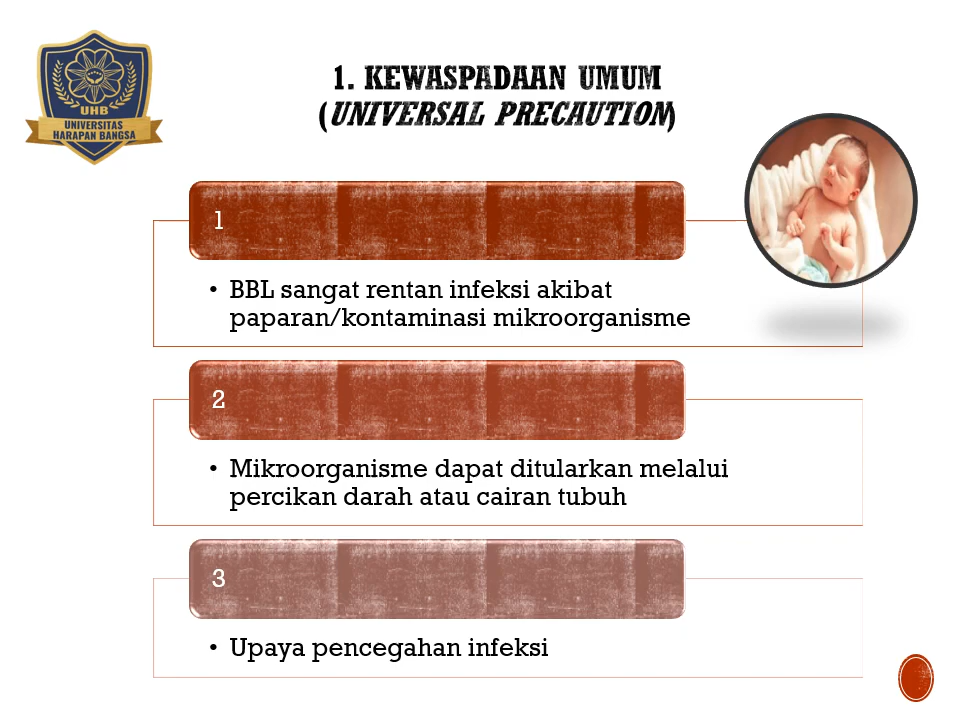 UHB
UNIVERSITAS
HARAPAN BANGSA
1. KEWASPADAAN UMUM
(UNIVERSAL PRECAUTION)
1
• BBL sangat rentan infeksi akibat
paparan/kontaminasi mikroorganisme
2
• Mikroorganisme dapat ditularkan melalui
percikan darah atau cairan tubuh
3
• Upaya pencegahan infeksi